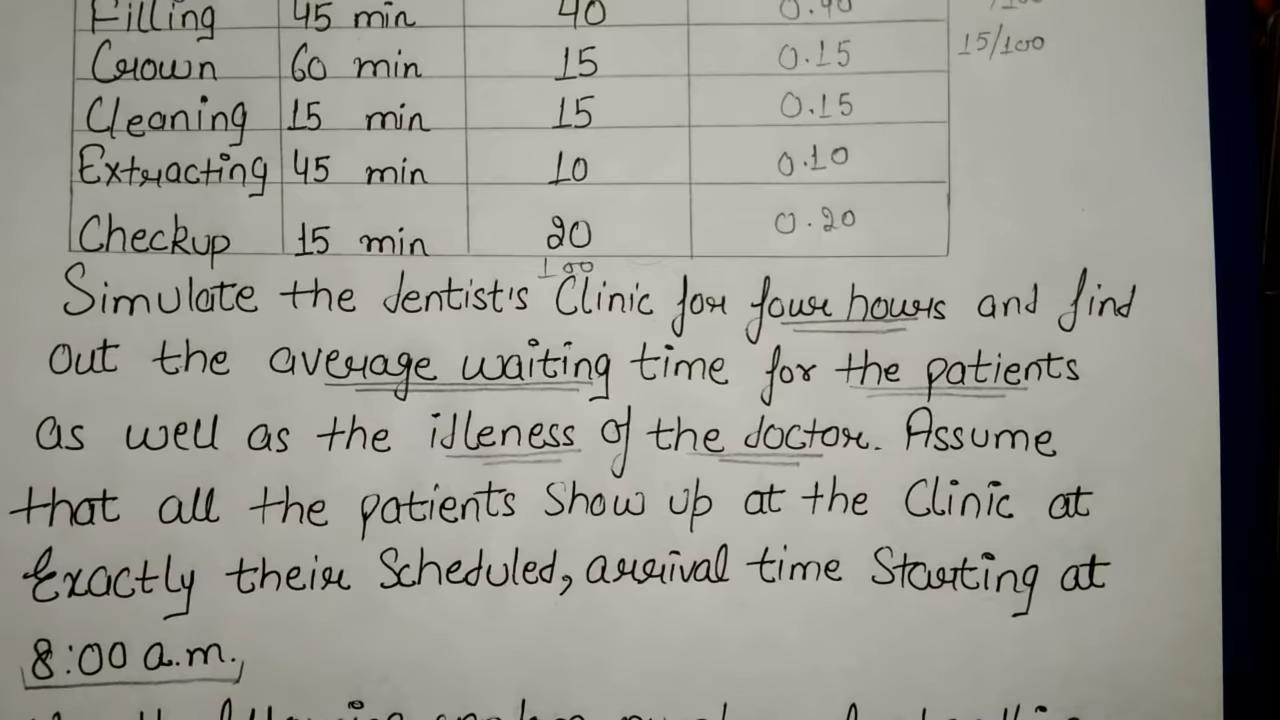 Filling 45 min 40 0.40
Crown 60 min 15 0.15 15/100
Cleaning 15 min 15 0.15
Extracting 45 min 10 0.10
Checkup 15 min 20 0.20
100
Simulate the dentist's Clinic for four hours and find
out the average waiting time for the patients
as well as the idleness of the doctor. Assume
that all the patients Show up at the Clinic at
Exactly their Scheduled, arrival time Starting at
8:00 a.m.,